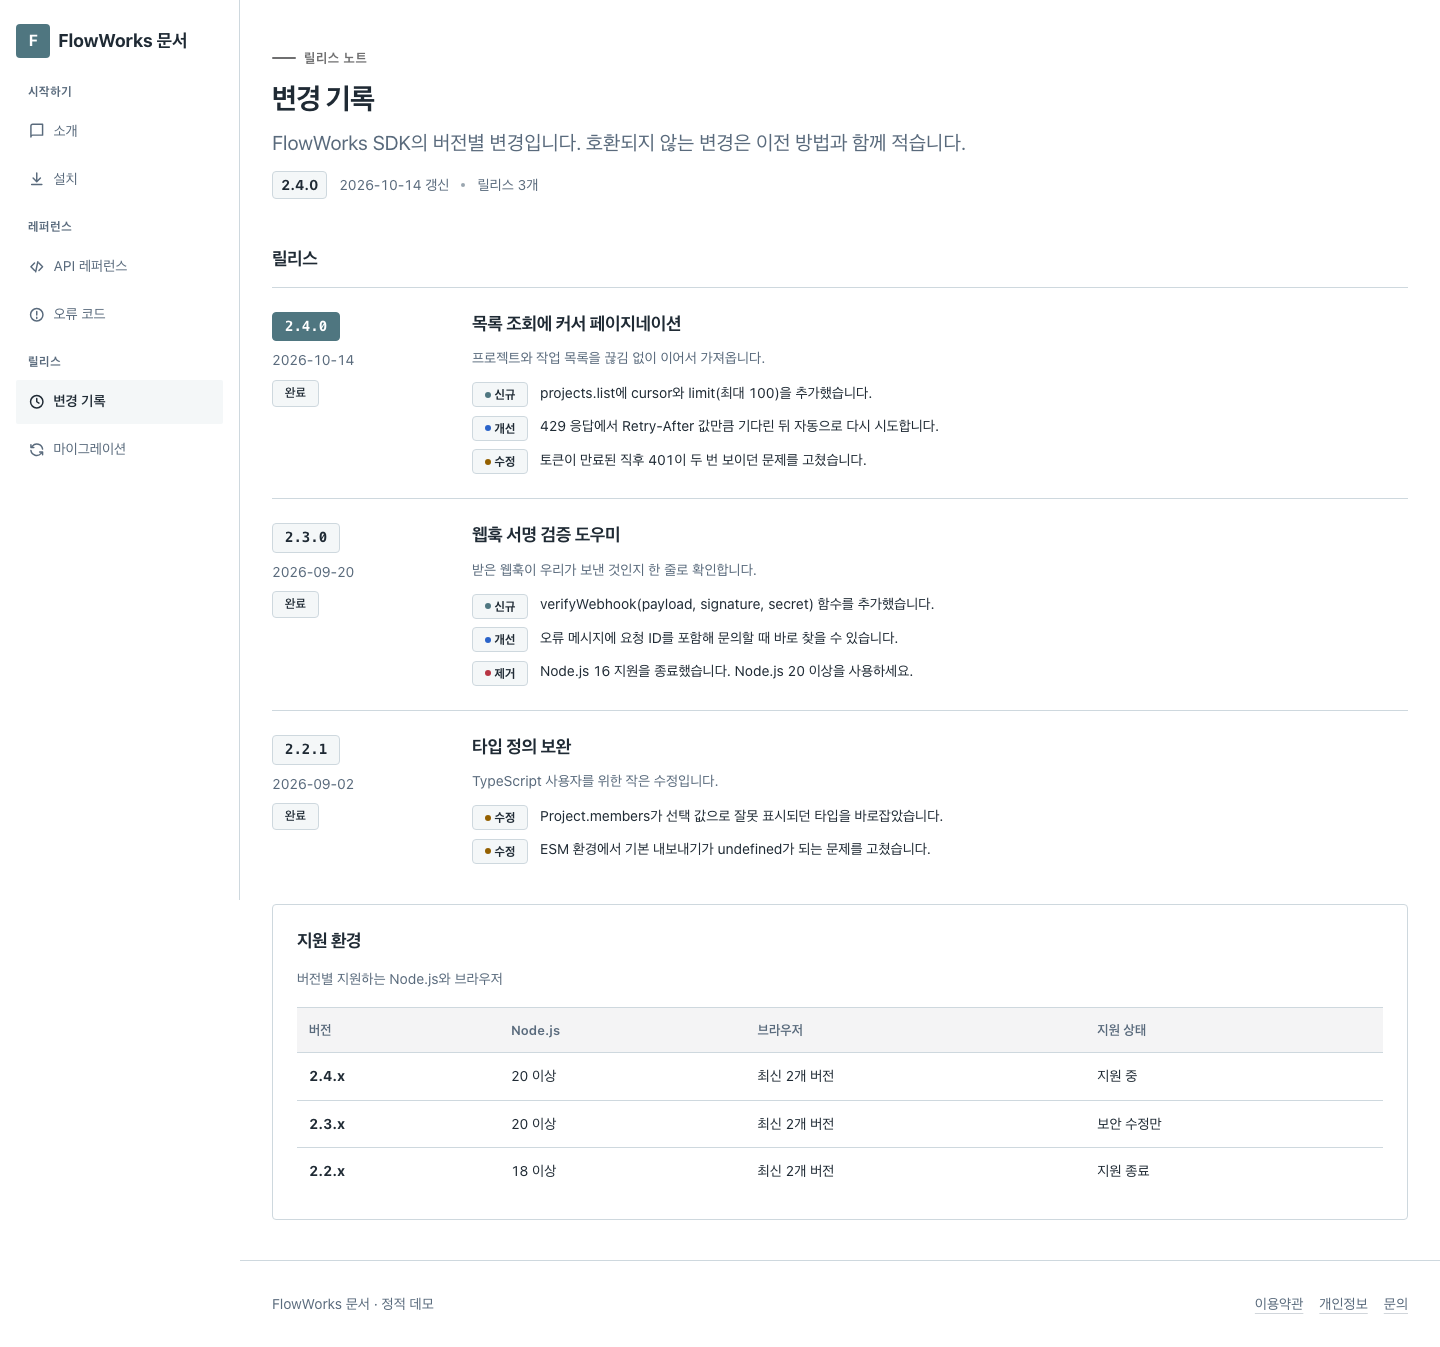 F FlowWorks 문서
시작하기
소개
설치
레퍼런스
API 레퍼런스
오류 코드
릴리스
변경 기록
마이그레이션
릴리스 노트
변경 기록
FlowWorks SDK의 버전별 변경입니다. 호환되지 않는 변경은 이전 방법과 함께 적습니다.
2.4.0 2026-10-14 갱신 • 릴리스 3개
릴리스
2.4.0
2026-10-14
완료
목록 조회에 커서 페이지네이션
프로젝트와 작업 목록을 끊김 없이 이어서 가져옵니다.
신규 projects.list에 cursor와 limit(최대 100)을 추가했습니다.
개선 429 응답에서 Retry-After 값만큼 기다린 뒤 자동으로 다시 시도합니다.
수정 토큰이 만료된 직후 401이 두 번 보이던 문제를 고쳤습니다.
2.3.0
2026-09-20
완료
웹훅 서명 검증 도우미
받은 웹훅이 우리가 보낸 것인지 한 줄로 확인합니다.
신규 verifyWebhook(payload, signature, secret) 함수를 추가했습니다.
개선 오류 메시지에 요청 ID를 포함해 문의할 때 바로 찾을 수 있습니다.
제거 Node.js 16 지원을 종료했습니다. Node.js 20 이상을 사용하세요.
2.2.1
2026-09-02
완료
타입 정의 보완
TypeScript 사용자를 위한 작은 수정입니다.
수정 Project.members가 선택 값으로 잘못 표시되던 타입을 바로잡았습니다.
수정 ESM 환경에서 기본 내보내기가 undefined가 되는 문제를 고쳤습니다.
지원 환경
버전별 지원하는 Node.js와 브라우저
버전 Node.js 브라우저 지원 상태
2.4.x 20 이상 최신 2개 버전 지원 중
2.3.x 20 이상 최신 2개 버전 보안 수정만
2.2.x 18 이상 최신 2개 버전 지원 종료
FlowWorks 문서 · 정적 데모
이용약관 개인정보 문의